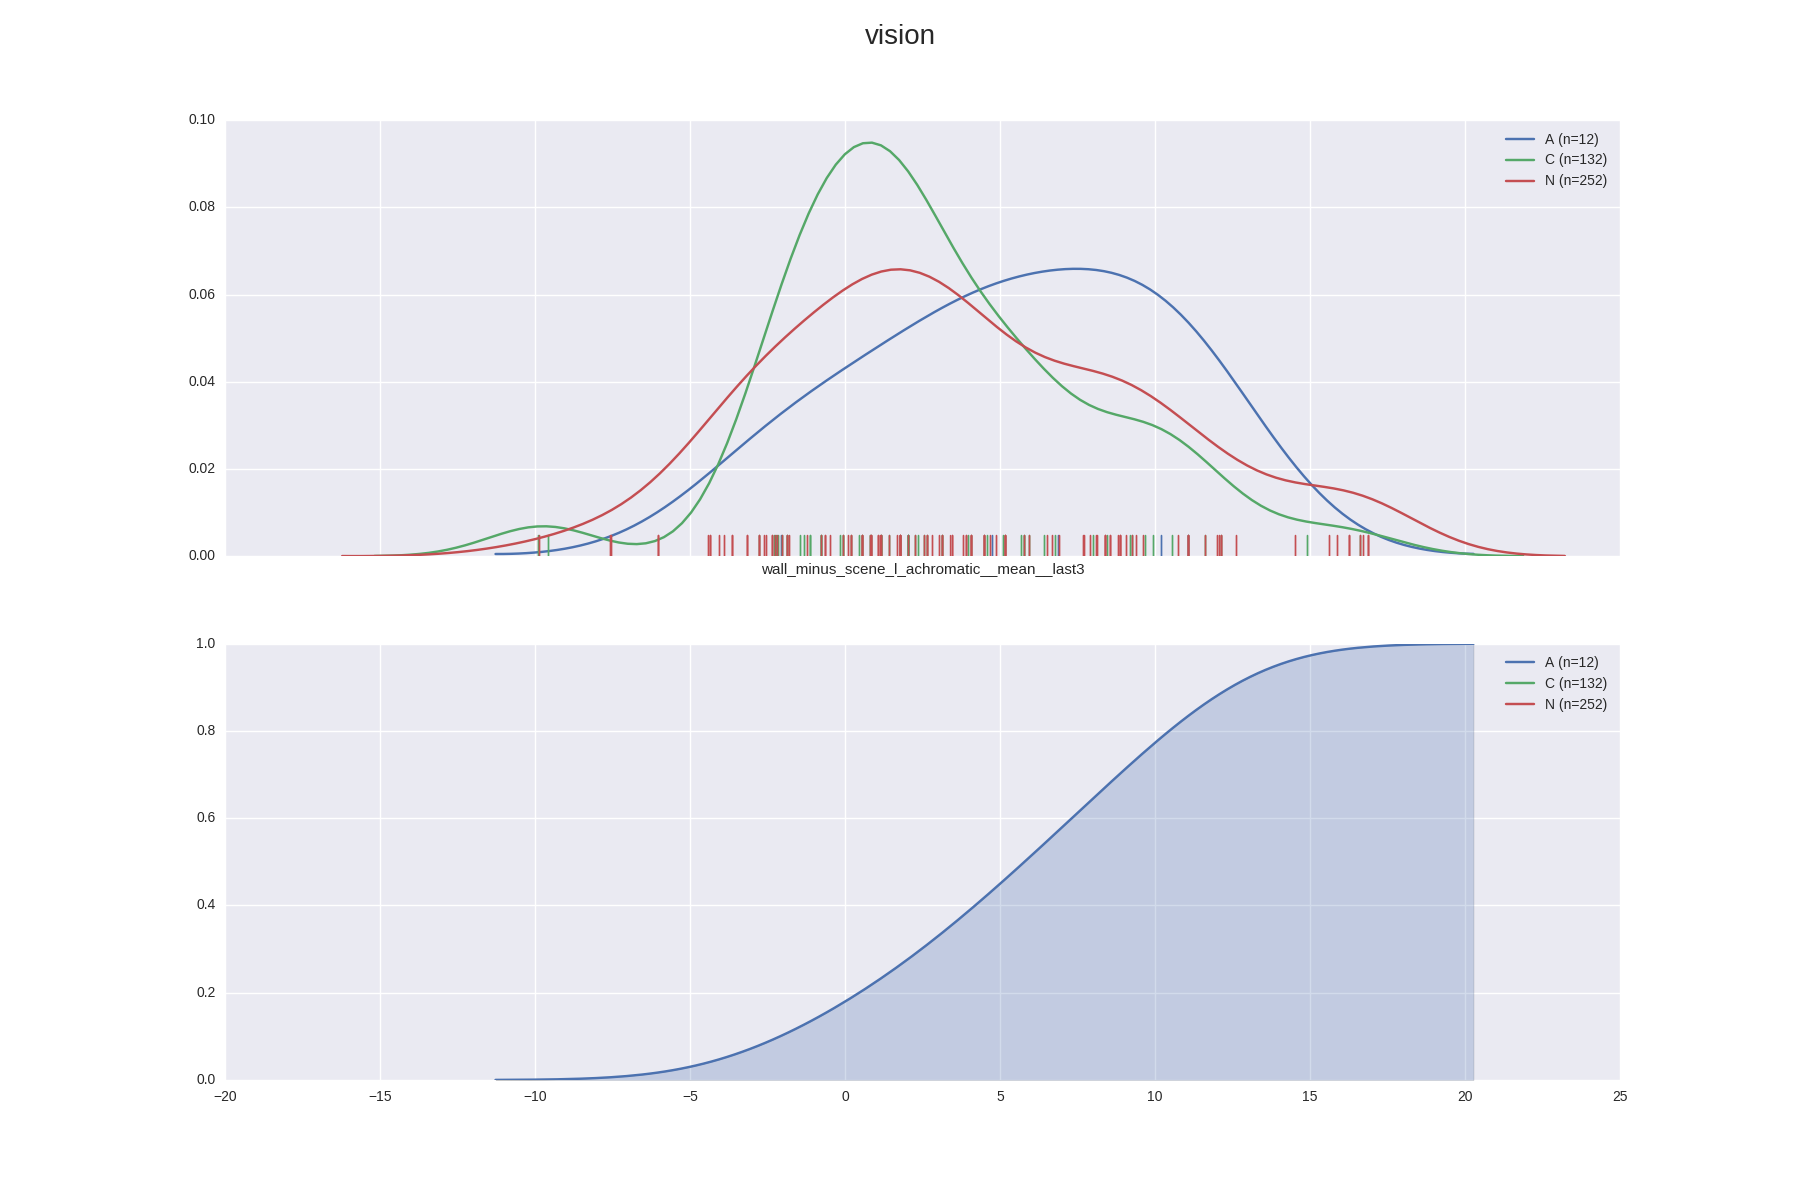 vision
0.10
0.08
0.06
0.04
0.02
0.00
A (n=12)
C (n=132)
N (n=252)
wall_minus_scene_l_achromatic__mean__last3
1.0
0.8
0.6
0.4
0.2
0.0
A (n=12)
C (n=132)
N (n=252)
−20 −15 −10 −5 0 5 10 15 20 25